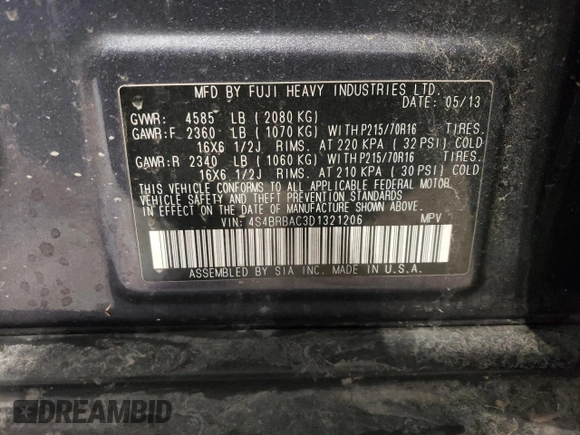 MFD BY FUJI HEAVY INDUSTRIES LTD.
DATE: 05/13
GVWR: 4585 LB ( 2080 KG)
GAWR:F 2360 LB ( 1070 KG) WITH P215/70R16 TIRES,
16X6 1/2J RIMS, AT 220 KPA ( 32 PSI) COLD
GAWR:R 2340 LB ( 1060 KG) WITH P215/70R16 TIRES,
16X6 1/2J RIMS, AT 210 KPA ( 30 PSI) COLD
THIS VEHICLE CONFORMS TO ALL APPLICABLE FEDERAL MOTOR
VEHICLE SAFETY AND THEFT PREVENTION STANDARDS
IN EFFECT ON THE DATE OF MANUFACTURE SHOWN ABOVE.
VIN: 4S4BRBAC3D1321206 MPV
ASSEMBLED BY SIA INC. MADE IN U.S.A.
DREAMBID